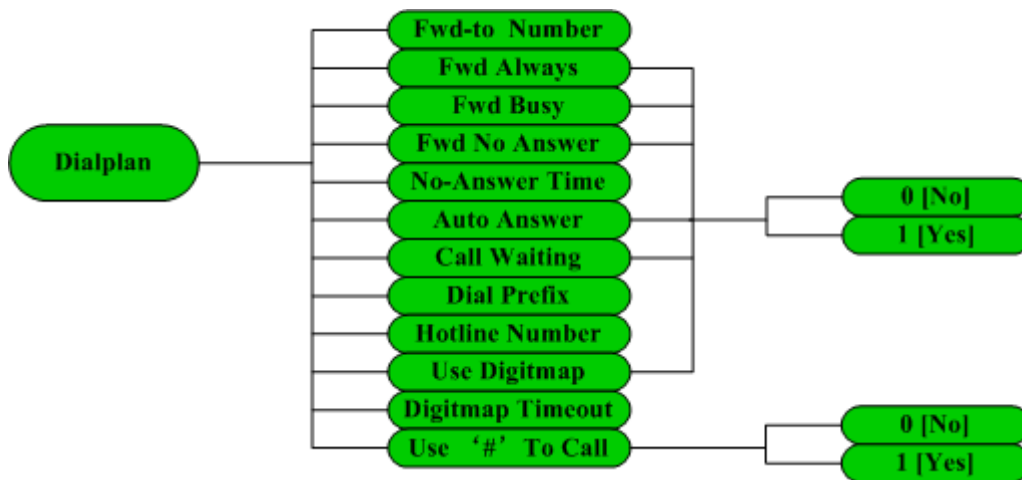 Dialplan
Fwd-to Number
Fwd Always
Fwd Busy
Fwd No Answer
No-Answer Time
Auto Answer
Call Waiting
Dial Prefix
Hotline Number
Use Digitmap
Digitmap Timeout
Use ‘#’ To Call
0 [No]
1 [Yes]
0 [No]
1 [Yes]